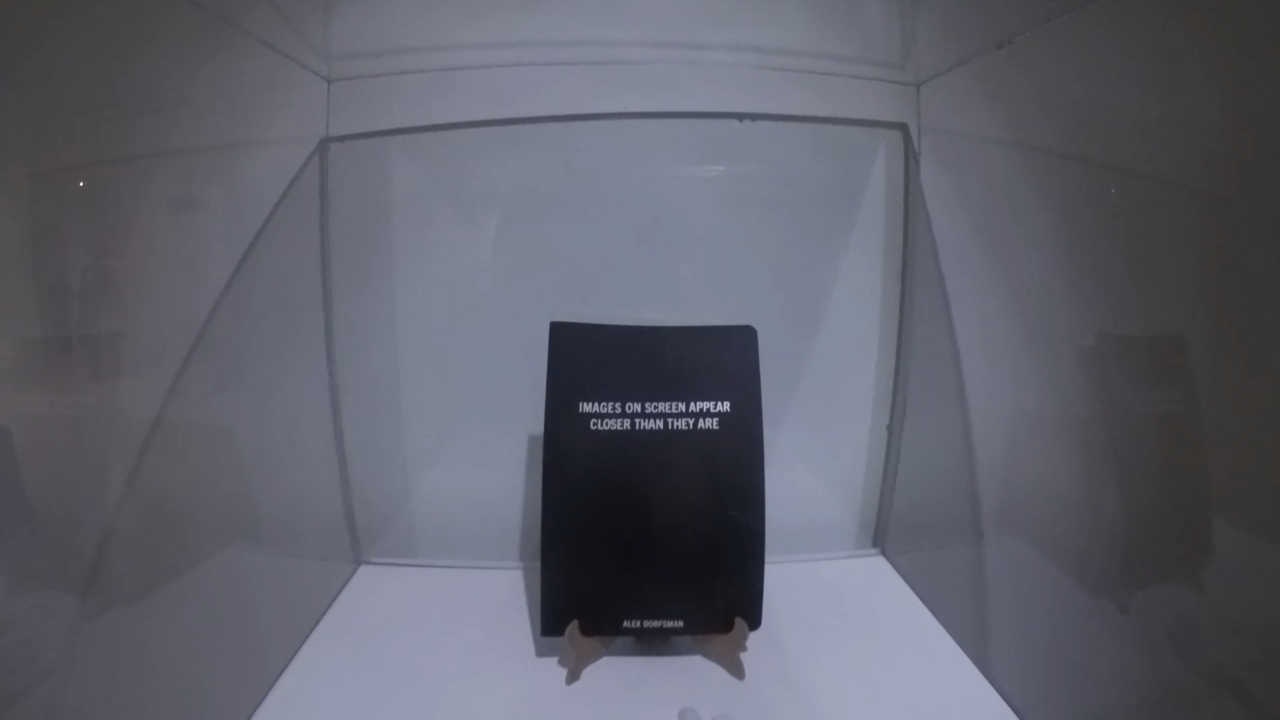 IMAGES ON SCREEN APPEAR
CLOSER THAN THEY ARE
ALEX DORFSMAN